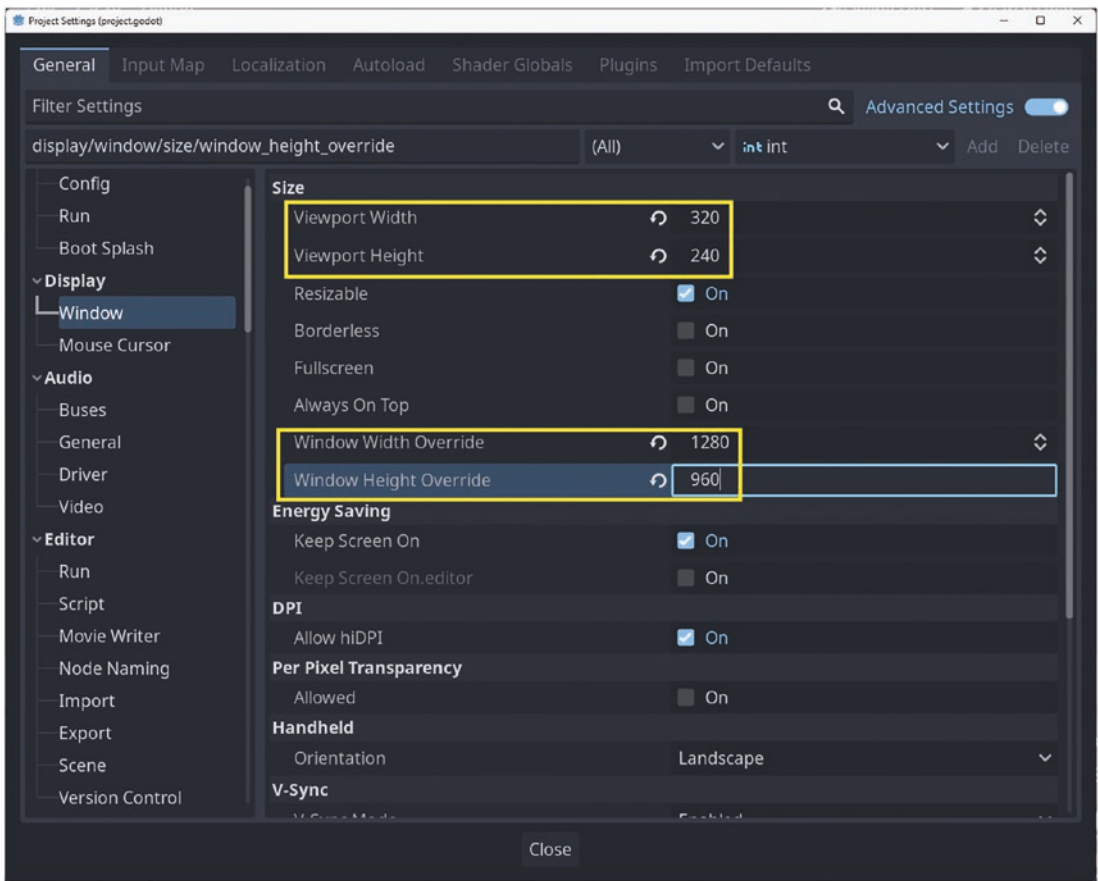 Project Settings (project.godot)
General Input Map Localization Autoload Shader Globals Plugins Import Defaults
Filter Settings Advanced Settings
display/window/size/window_height_override (All) int int Add Delete
Config
Run
Boot Splash
Display
Window
Mouse Cursor
Audio
Buses
General
Driver
Video
Editor
Run
Script
Movie Writer
Node Naming
Import
Export
Scene
Version Control
Size
Viewport Width 320
Viewport Height 240
Resizable On
Borderless On
Fullscreen On
Always On Top On
Window Width Override 1280
Window Height Override 960
Energy Saving
Keep Screen On On
Keep Screen On.editor On
DPI
Allow hiDPI On
Per Pixel Transparency
Allowed On
Handheld
Orientation Landscape
V-Sync
Close